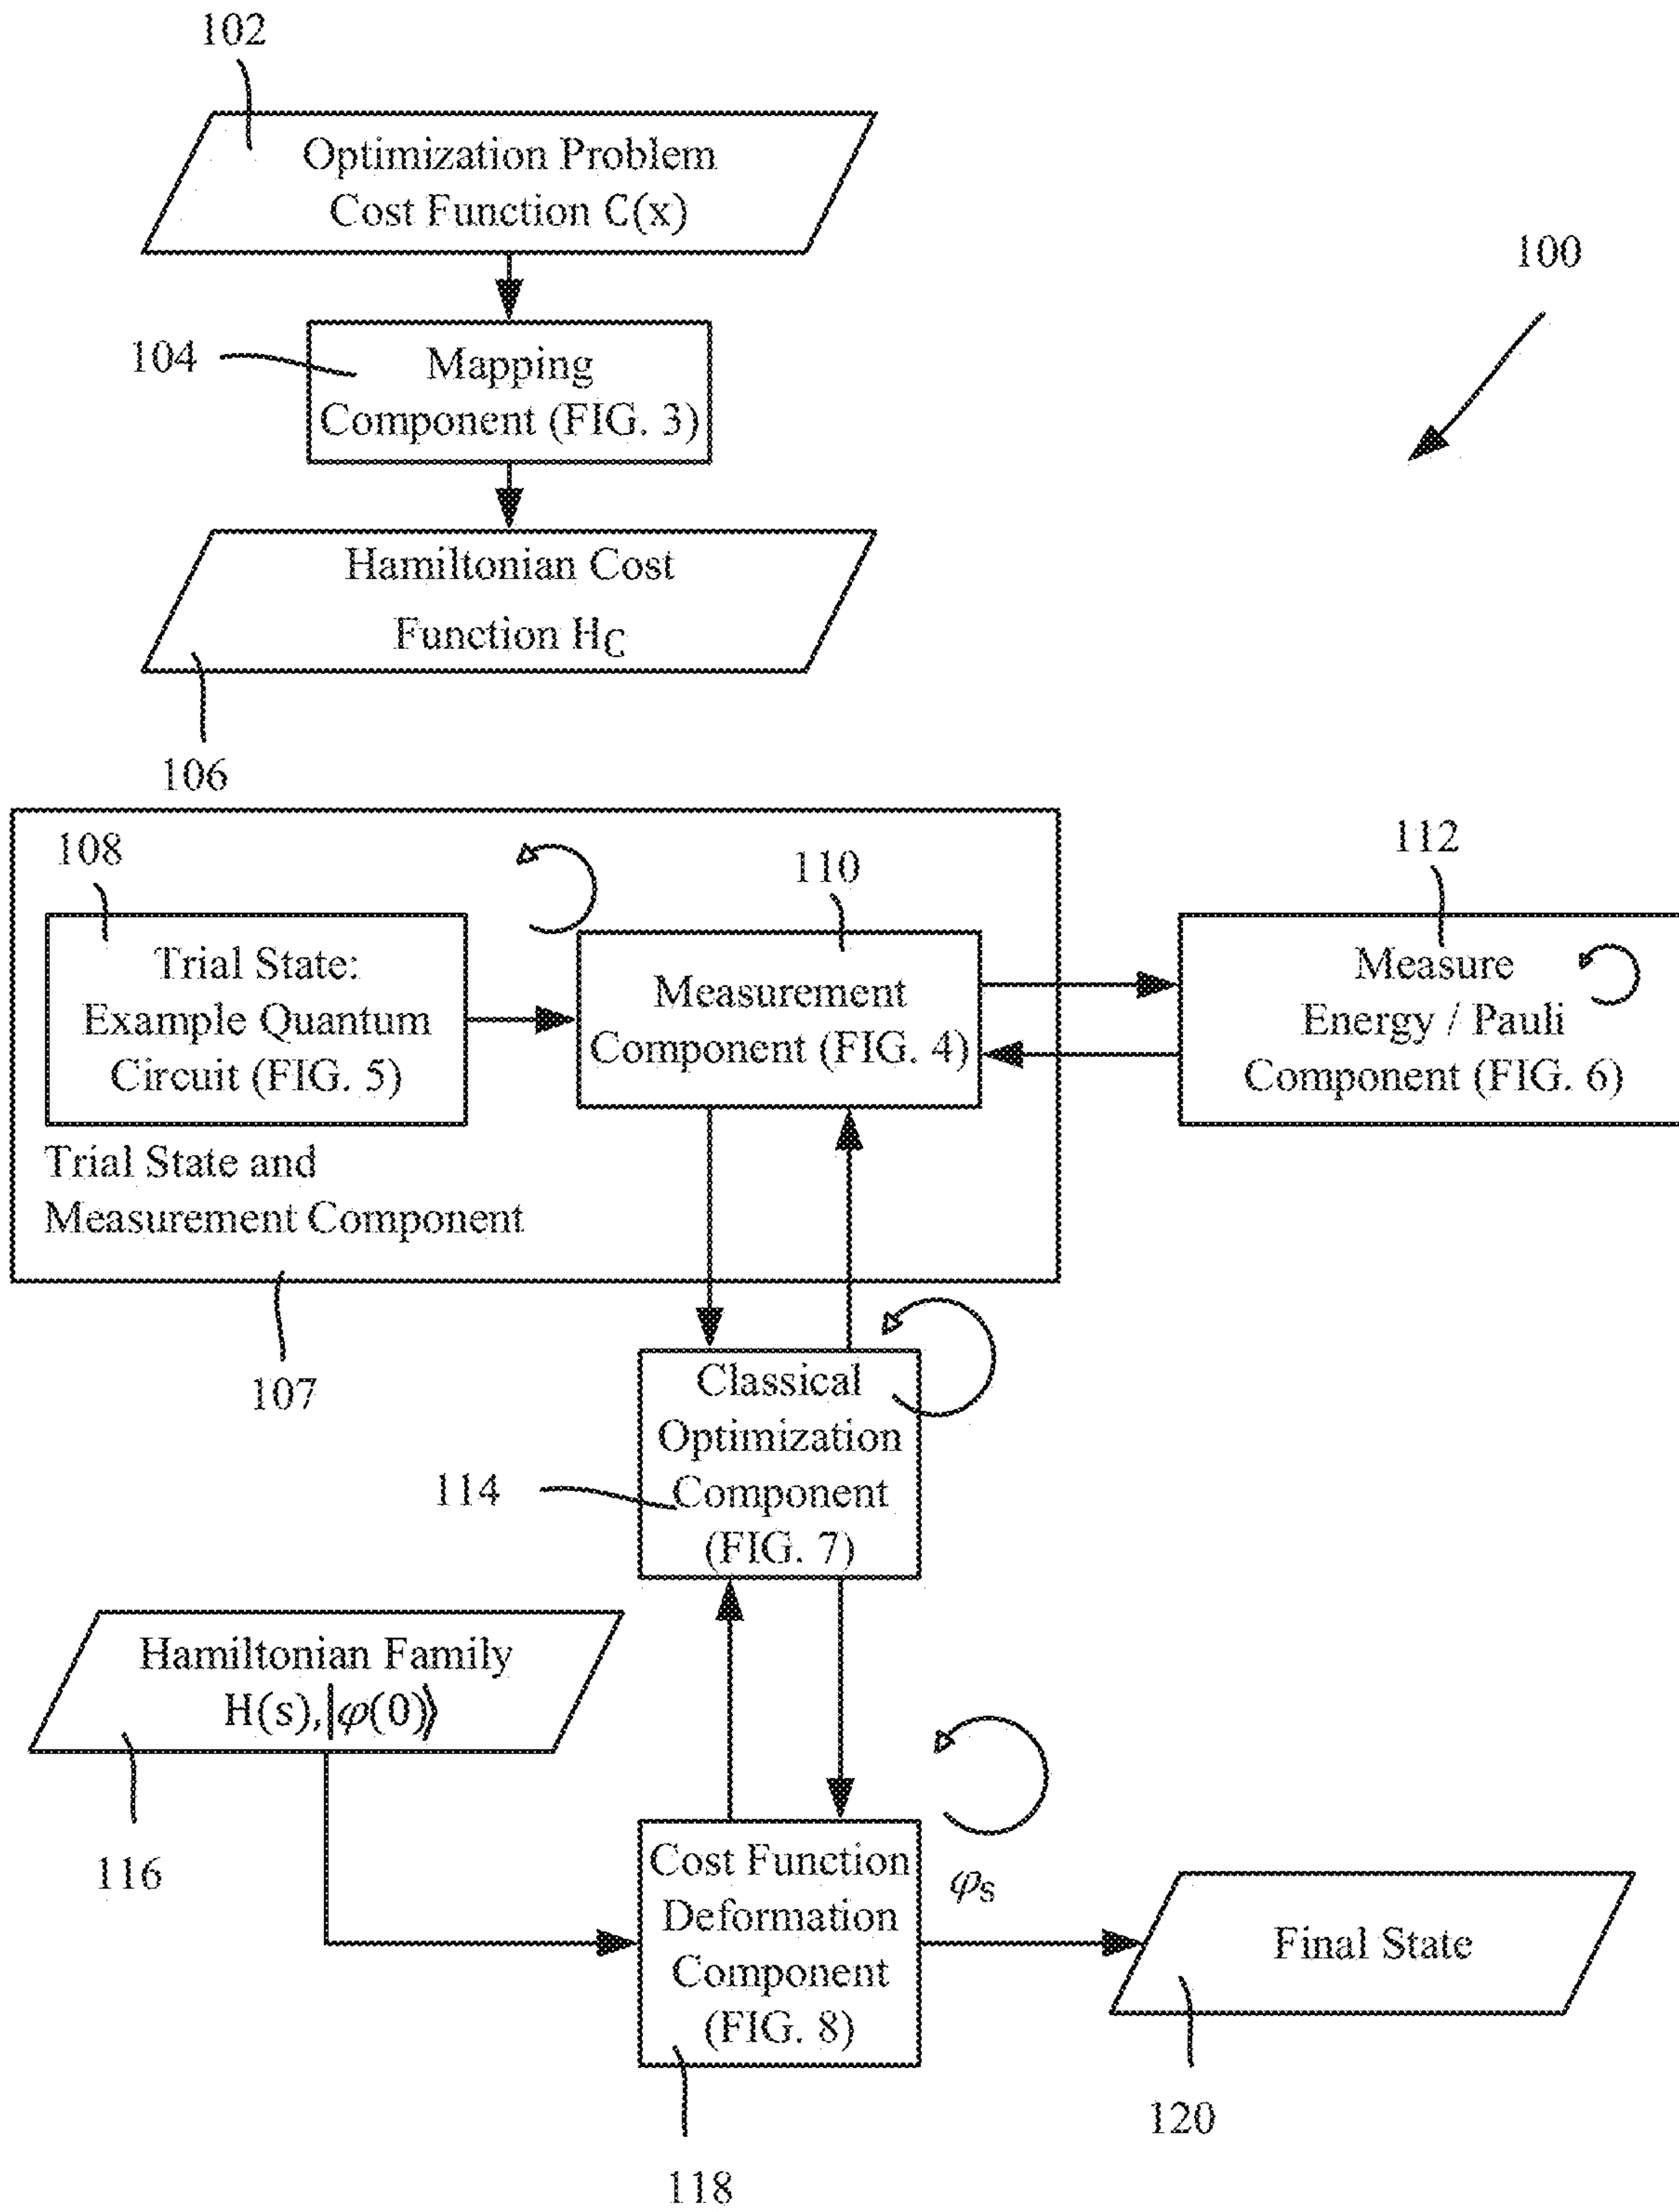 102
Optimization Problem
Cost Function C(x)
100
104
Mapping
Component (FIG. 3)
Hamiltonian Cost
Function H_C
106
108
110
112
Trial State:
Example Quantum
Circuit (FIG. 5)
Measurement
Component (FIG. 4)
Measure
Energy / Pauli
Component (FIG. 6)
Trial State and
Measurement Component
107
Classical
Optimization
Component
(FIG. 7)
114
Hamiltonian Family
H(s),|φ(0)⟩
116
Cost Function
Deformation
Component
(FIG. 8)
φₛ
Final State
118
120